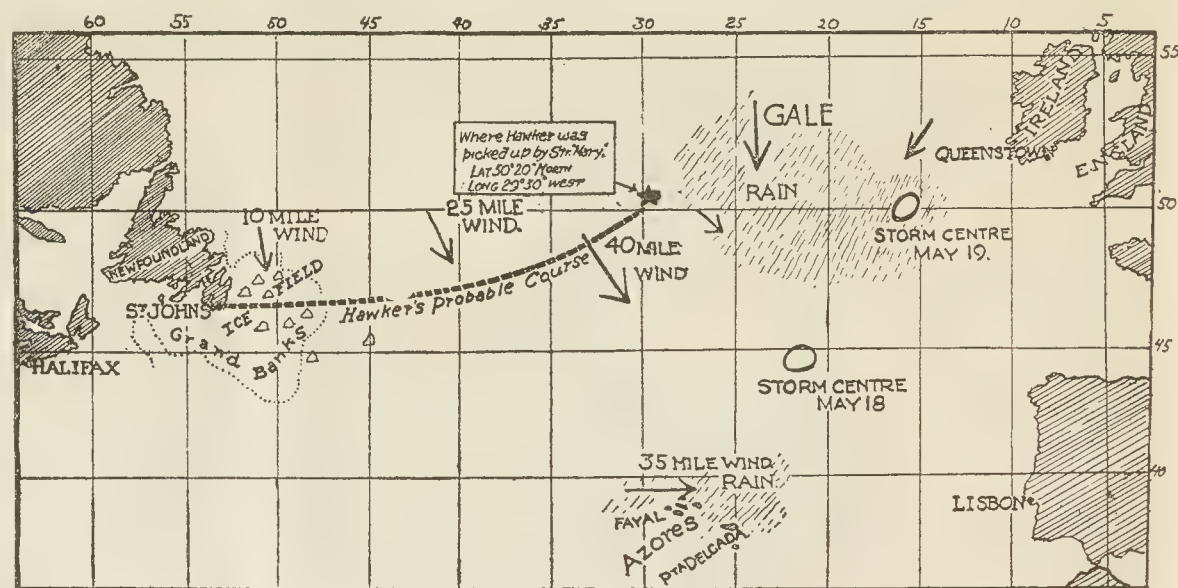 60 55 50 45 40 35 30 25 20 15 10 5
55
IRELAND
ENGLAND
GALE
Where Hawker was
picked up by Str. "Mary."
LAT 50° 20" NORTH
LONG 29° 30" WEST
QUEENSTOWN
RAIN
50
25 MILE
WIND.
10 MILE
WIND
STORM CENTRE
MAY 19.
40 MILE
WIND
NEWFOUNDLAND
ICE FIELD
ST. JOHNS
Hawker's Probable Course
Grand Banks
45
HALIFAX
STORM CENTRE
MAY 18
35 MILE WIND
RAIN
40
LISBON
FAYAL
Azores
PTA DELGADA